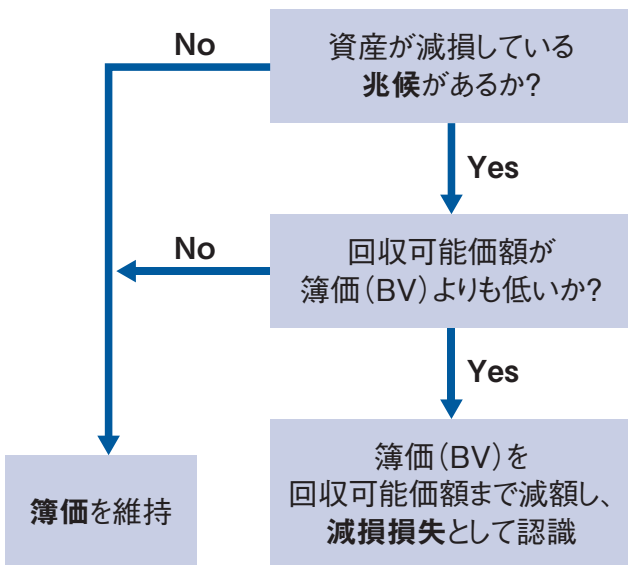 No
資産が減損している
兆候があるか?
Yes
No
回収可能価額が
簿価(BV)よりも低いか?
Yes
簿価を維持
簿価(BV)を
回収可能価額まで減額し、
減損損失として認識